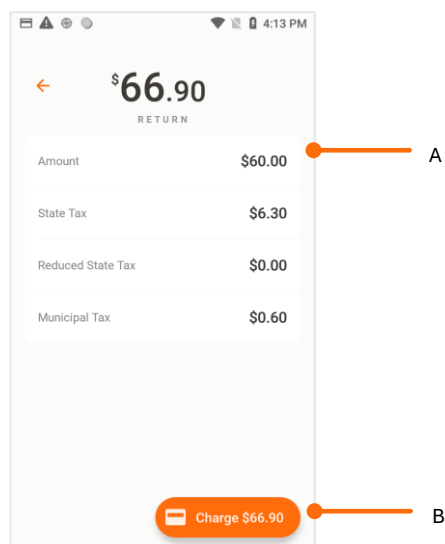 4:13 PM
$66.90
RETURN
Amount $60.00 A
State Tax $6.30
Reduced State Tax $0.00
Municipal Tax $0.60
Charge $66.90 B